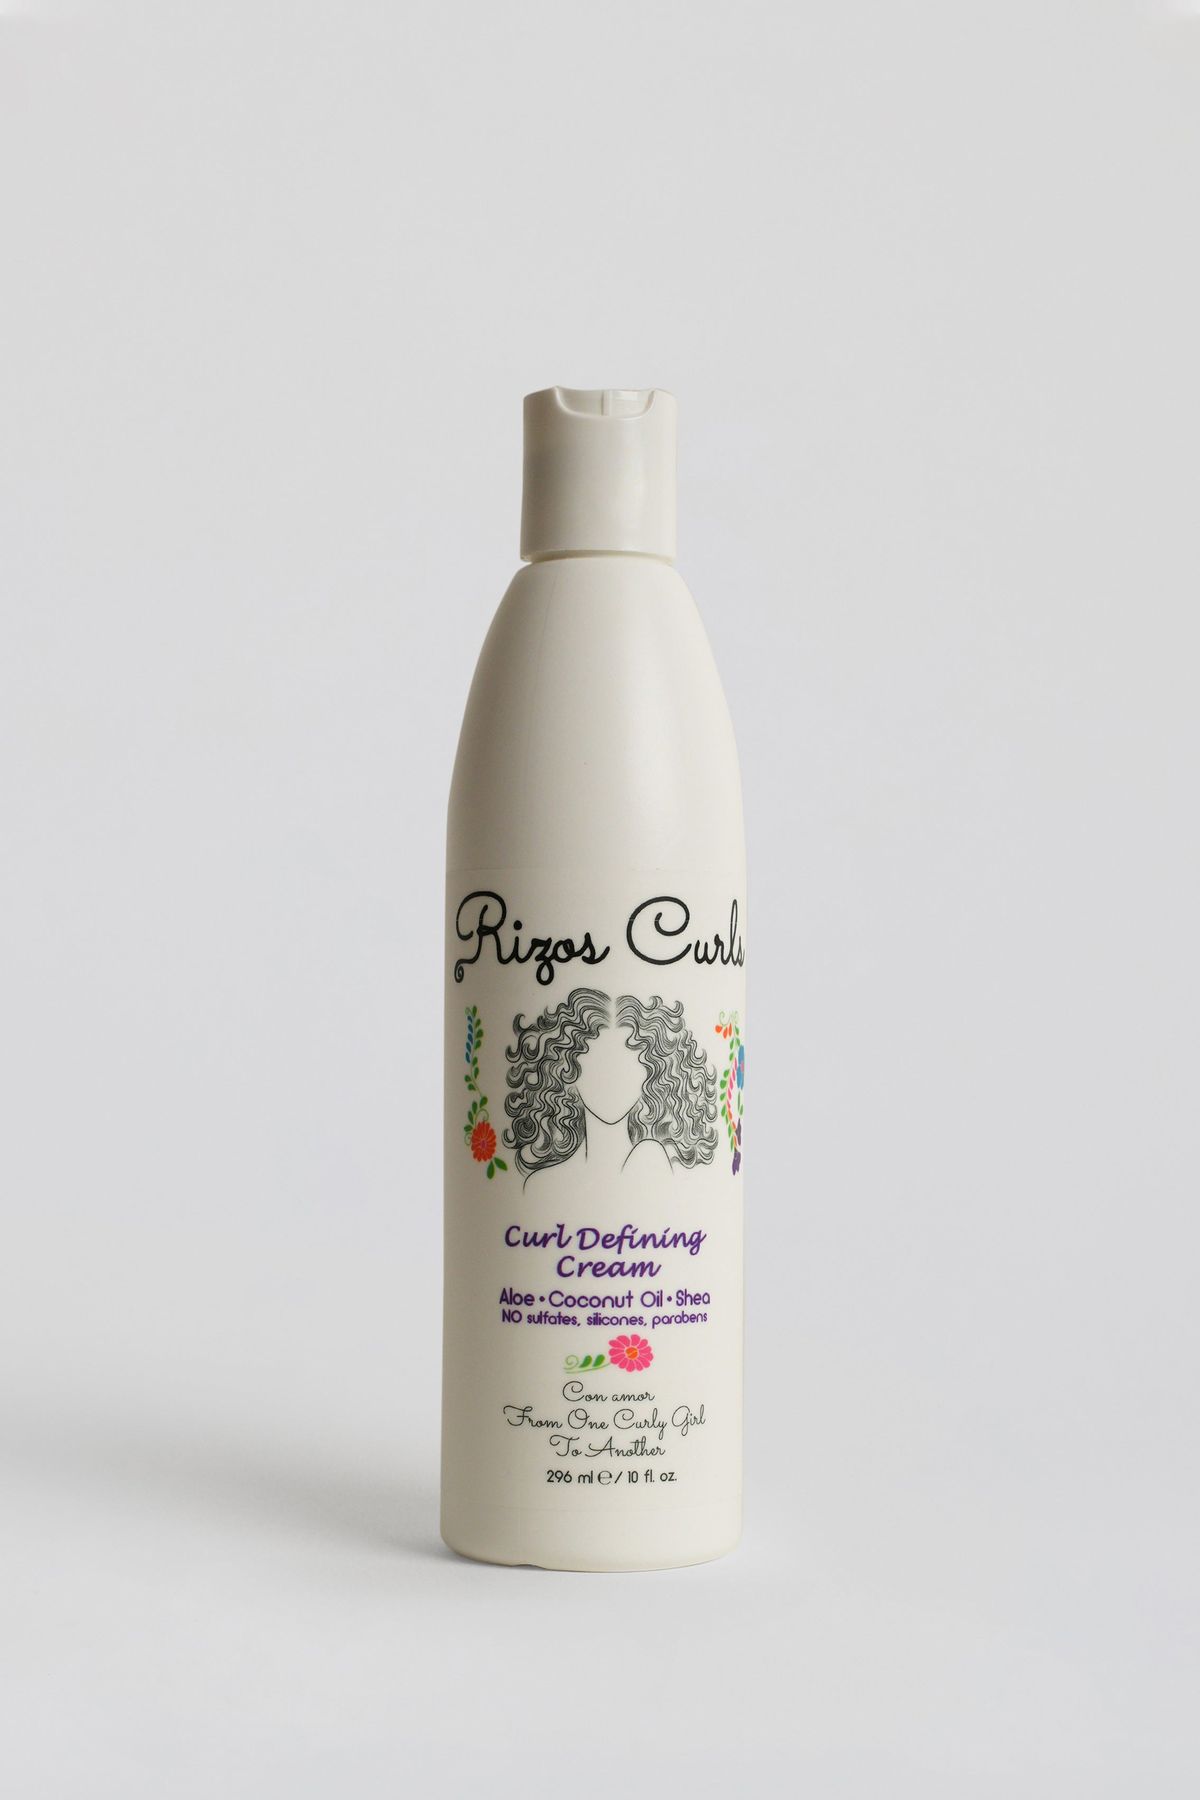 Rizos Curls
Curl Defining
Cream
Aloe • Coconut Oil • Shea
NO sulfates, silicones, parabens
Con amor
From One Curly Girl
To Another
296 ml ℮ / 10 fl. oz.